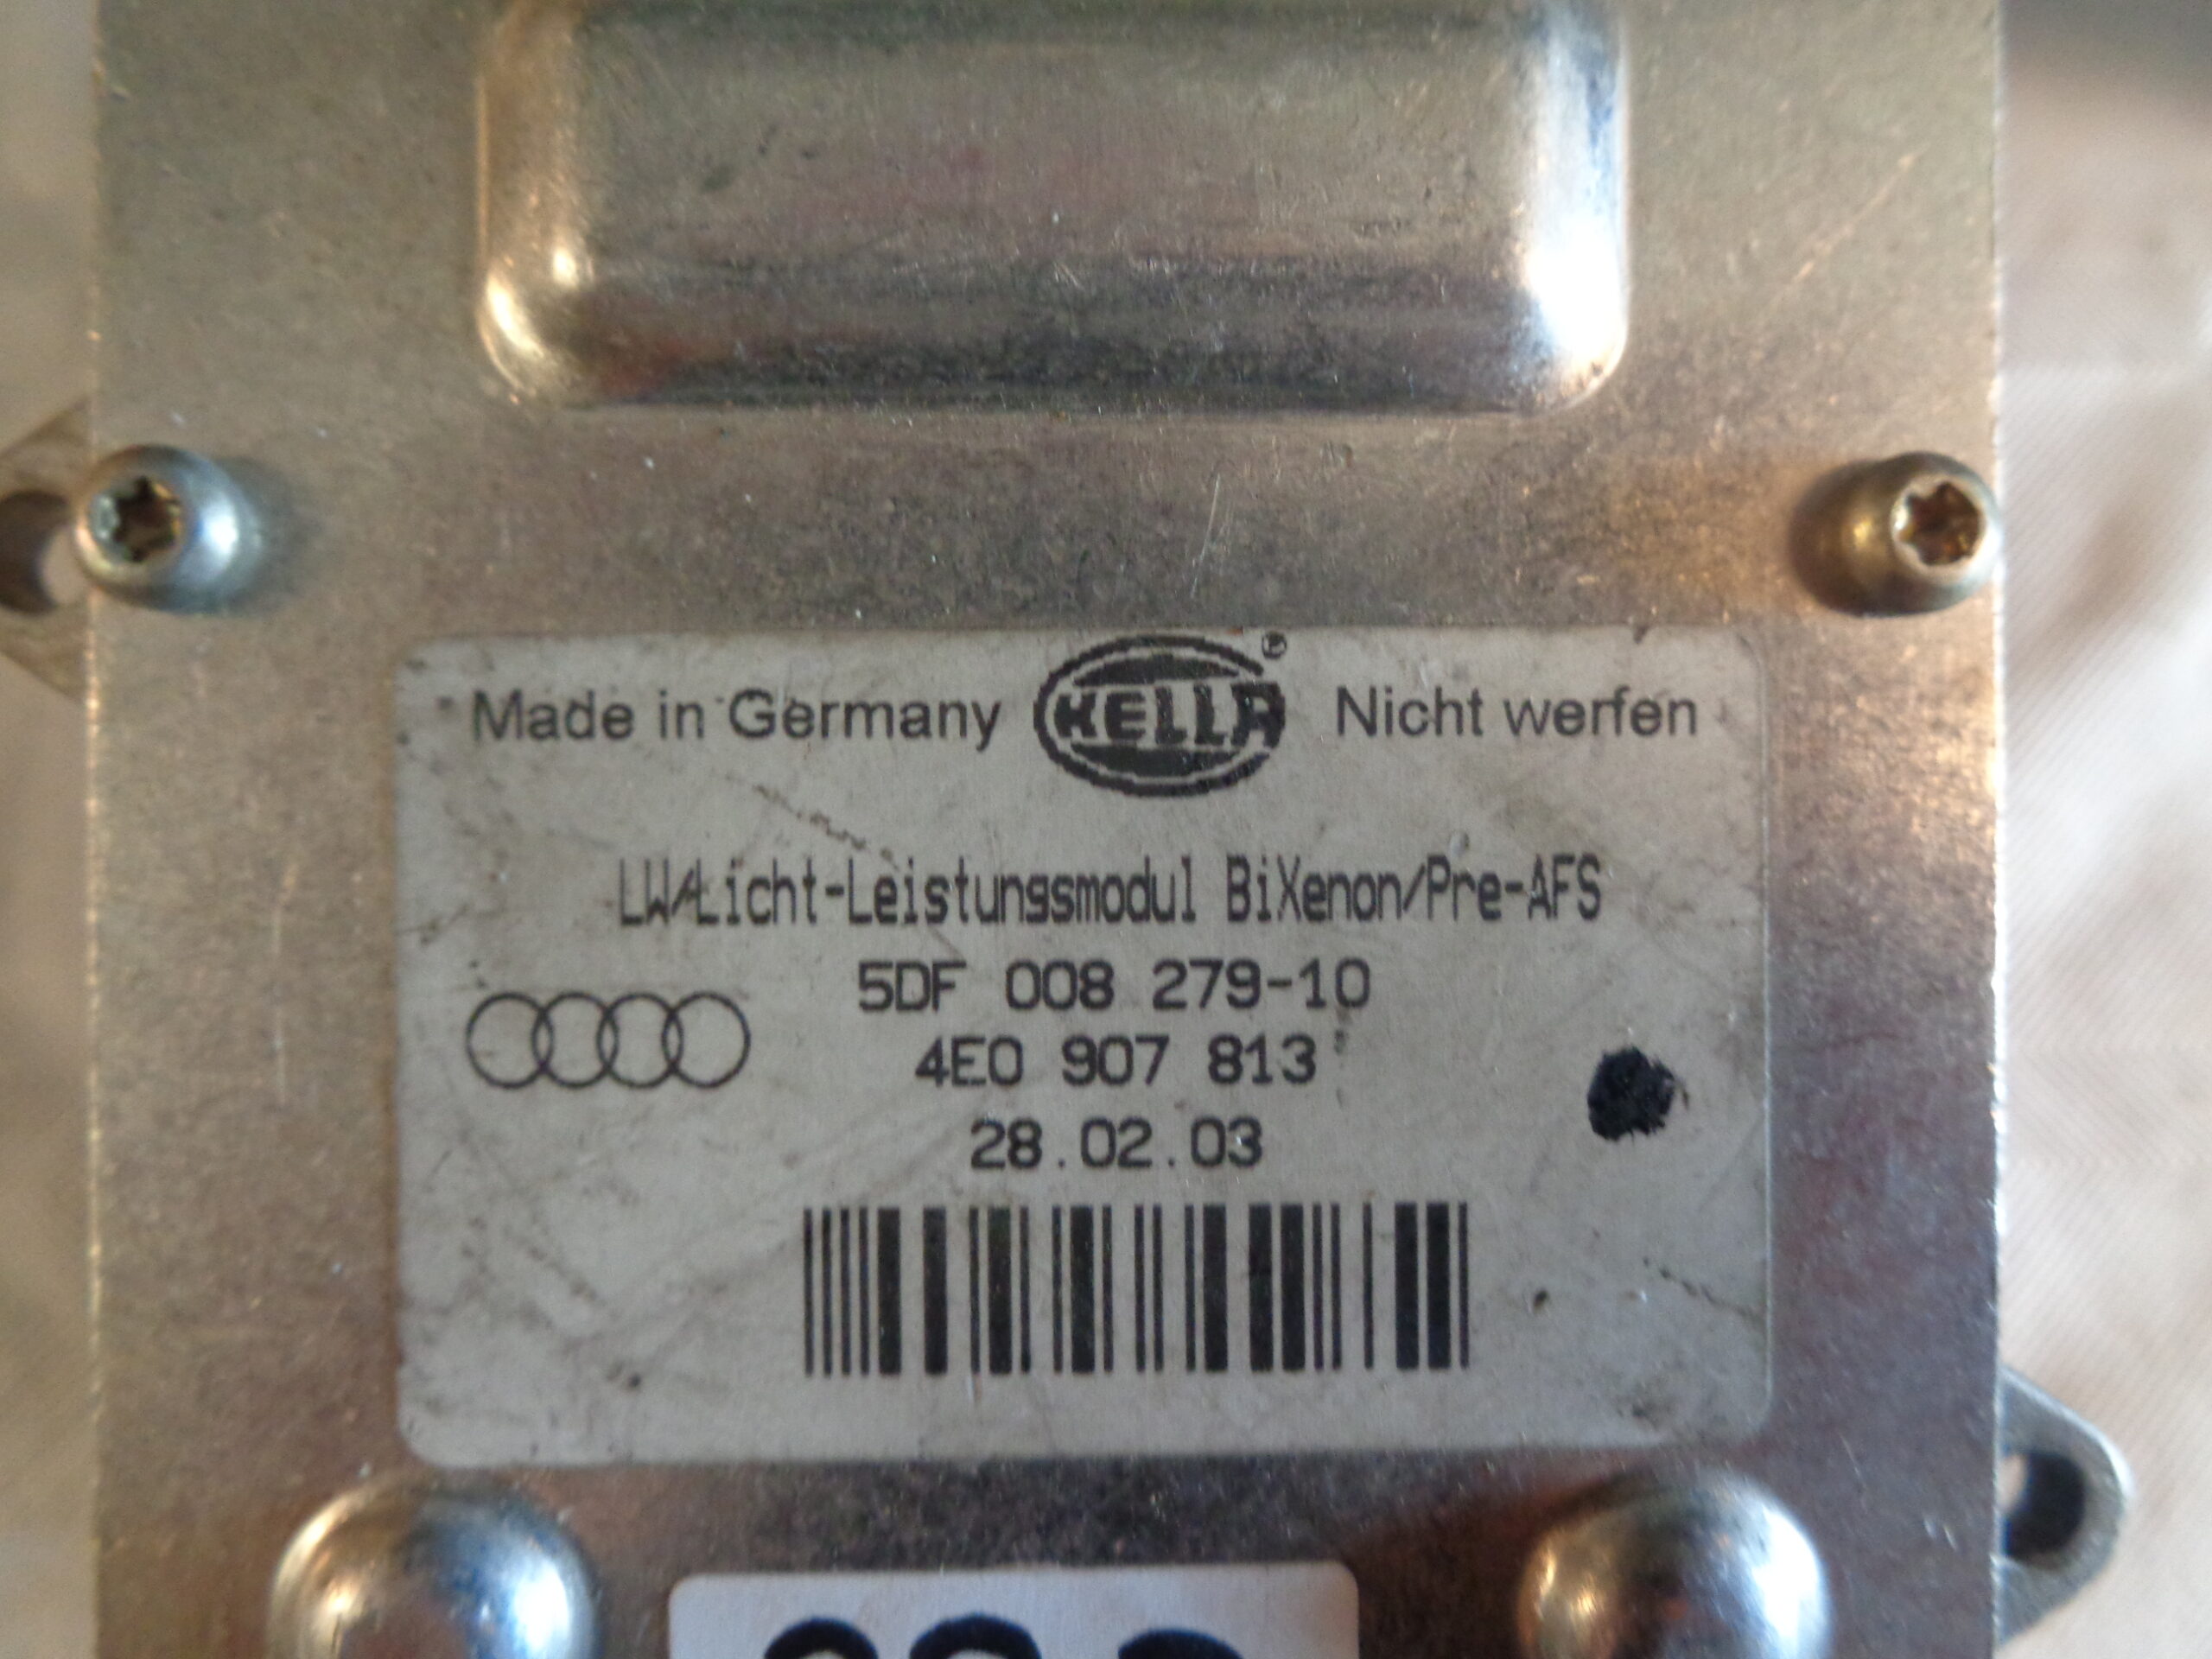 Made in Germany HELLA ® Nicht werfen
LW/Licht-Leistungsmodul BiXenon/Pre-AFS
5DF 008 279-10
4E0 907 813
28.02.03